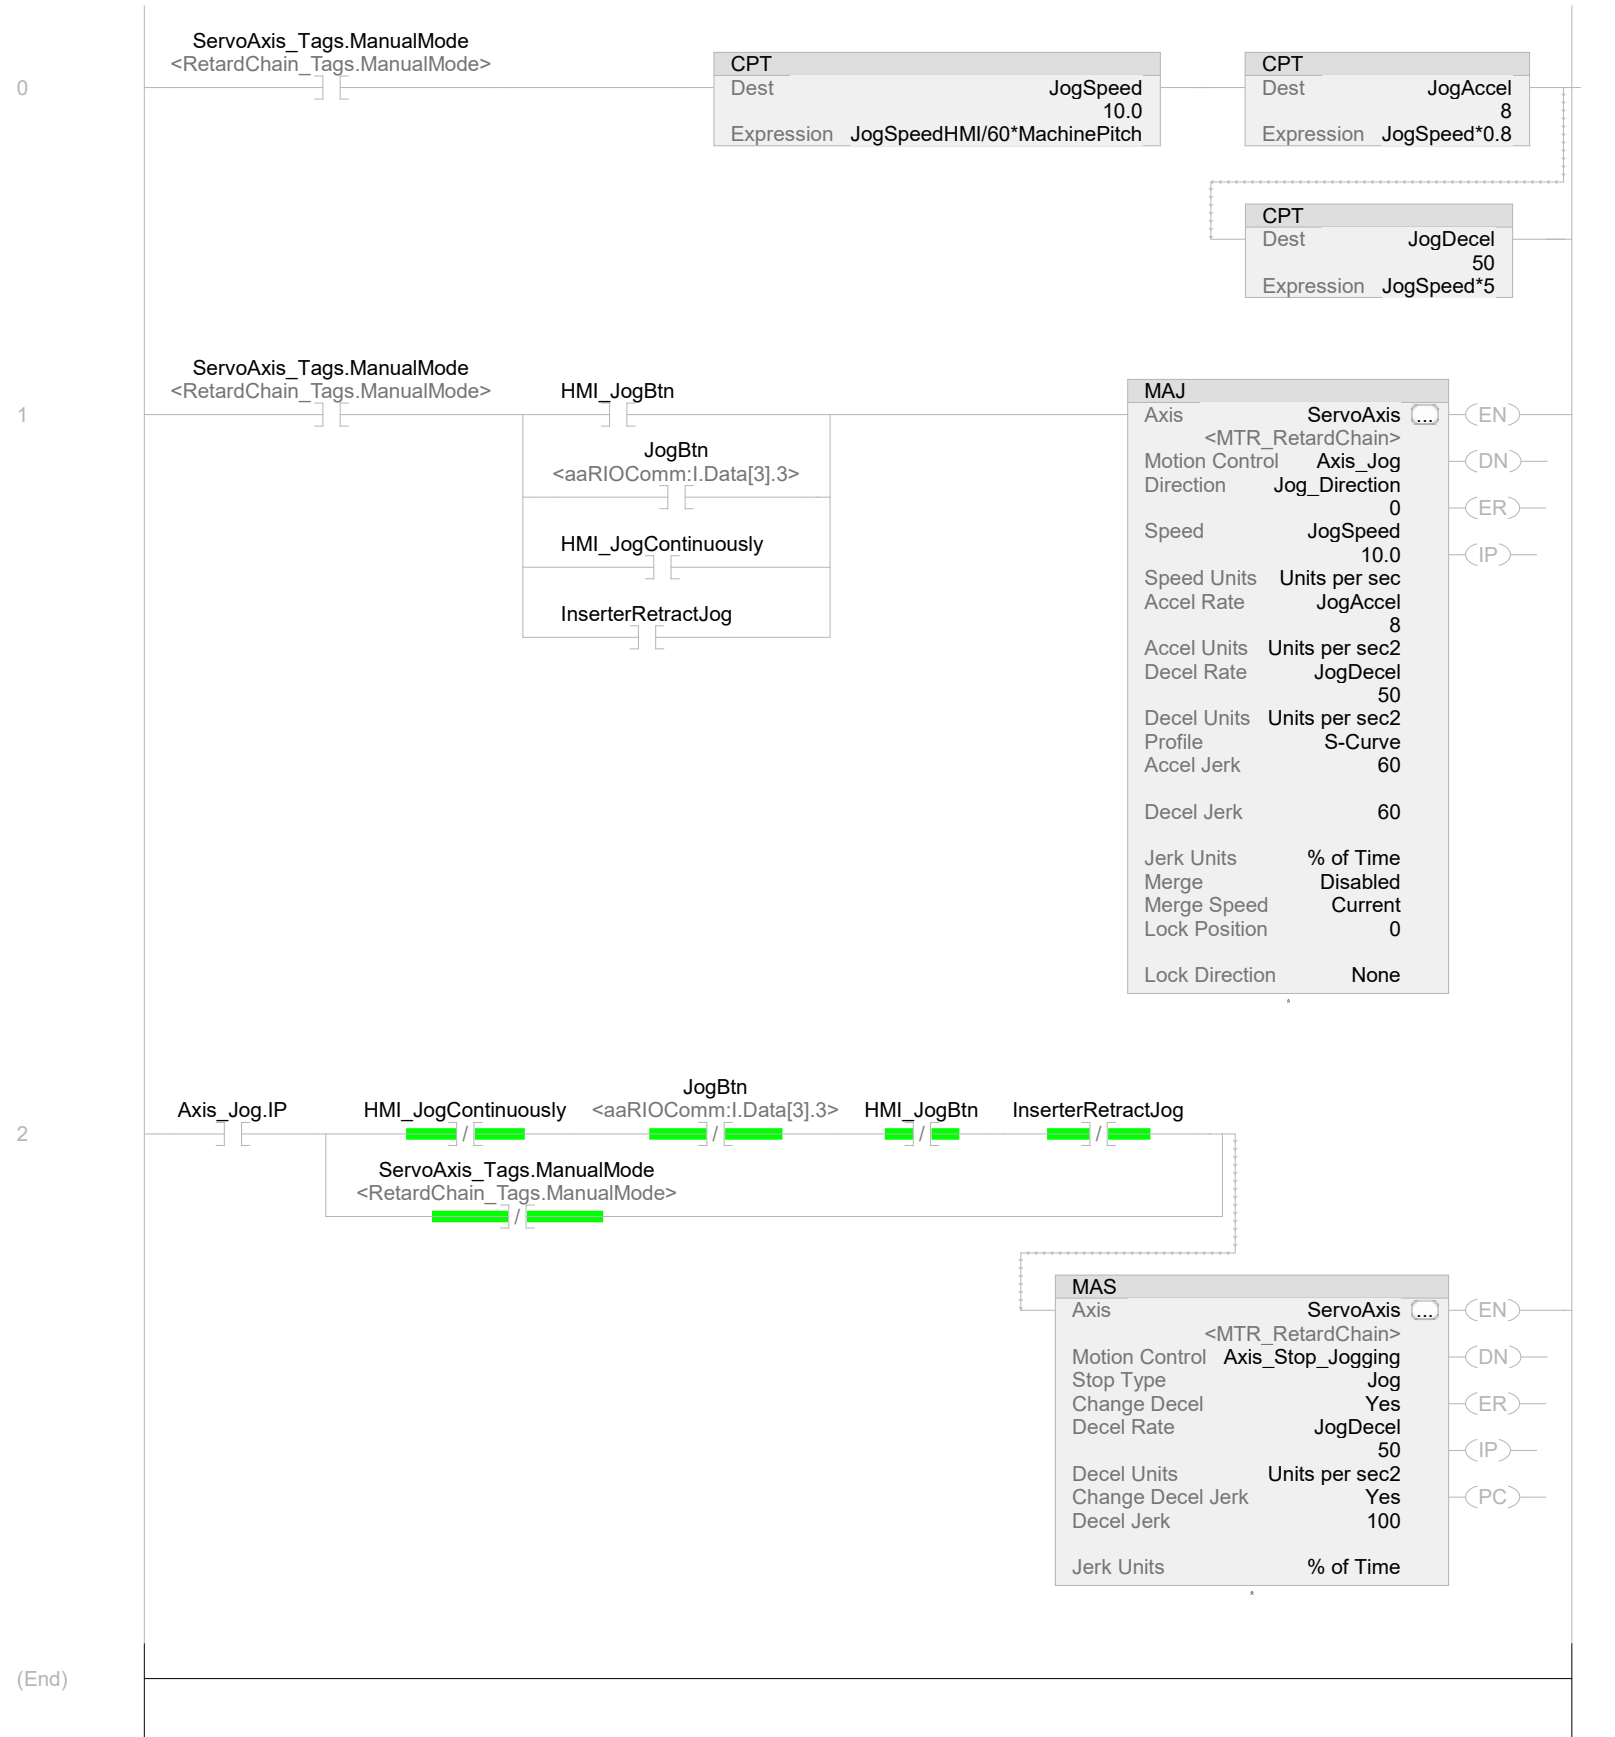 ServoAxis_Tags.ManualMode
<RetardChain_Tags.ManualMode>
0
CPT
Dest JogSpeed
10.0
Expression JogSpeedHMI/60*MachinePitch
CPT
Dest JogAccel
8
Expression JogSpeed*0.8
CPT
Dest JogDecel
50
Expression JogSpeed*5
ServoAxis_Tags.ManualMode
<RetardChain_Tags.ManualMode>
1
HMI_JogBtn
JogBtn
<aaRIOComm:I.Data[3].3>
HMI_JogContinuously
InserterRetractJog
MAJ
Axis ServoAxis ...
<MTR_RetardChain>
Motion Control Axis_Jog
Direction Jog_Direction
0
Speed JogSpeed
10.0
Speed Units Units per sec
Accel Rate JogAccel
8
Accel Units Units per sec2
Decel Rate JogDecel
50
Decel Units Units per sec2
Profile S-Curve
Accel Jerk 60
Decel Jerk 60
Jerk Units % of Time
Merge Disabled
Merge Speed Current
Lock Position 0
Lock Direction None
EN
DN
ER
IP
2
Axis_Jog.IP
HMI_JogContinuously
JogBtn
<aaRIOComm:I.Data[3].3>
HMI_JogBtn
InserterRetractJog
ServoAxis_Tags.ManualMode
<RetardChain_Tags.ManualMode>
MAS
Axis ServoAxis ...
<MTR_RetardChain>
Motion Control Axis_Stop_Jogging
Stop Type Jog
Change Decel Yes
Decel Rate JogDecel
50
Decel Units Units per sec2
Change Decel Jerk Yes
Decel Jerk 100
Jerk Units % of Time
EN
DN
ER
IP
PC
(End)